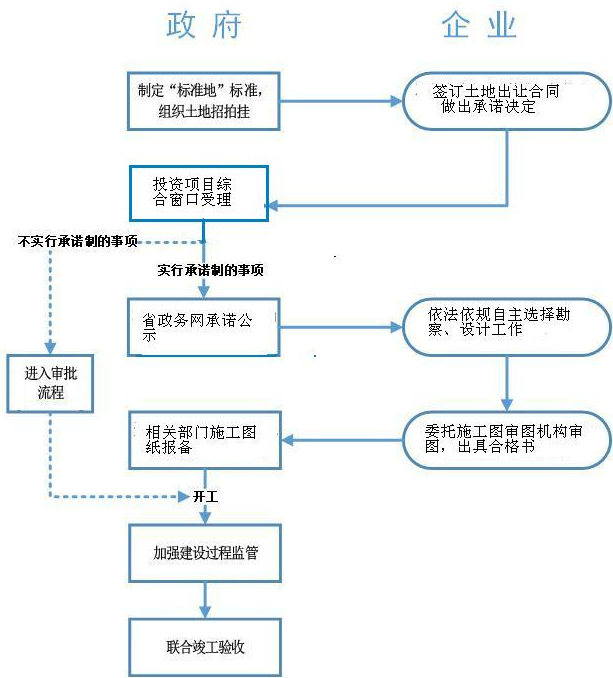 政府
企业
制定“标准地”标准，
组织土地招拍挂
签订土地出让合同
做出承诺决定
投资项目综
合窗口受理
不实行承诺制的事项
实行承诺制的事项
省政务网承诺公
示
依法依规自主选择勘
察、设计工作
进入审批
流程
相关部门施工图
纸报备
委托施工图审图机构审
图，出具合格书
开工
加强建设过程监管
联合竣工验收